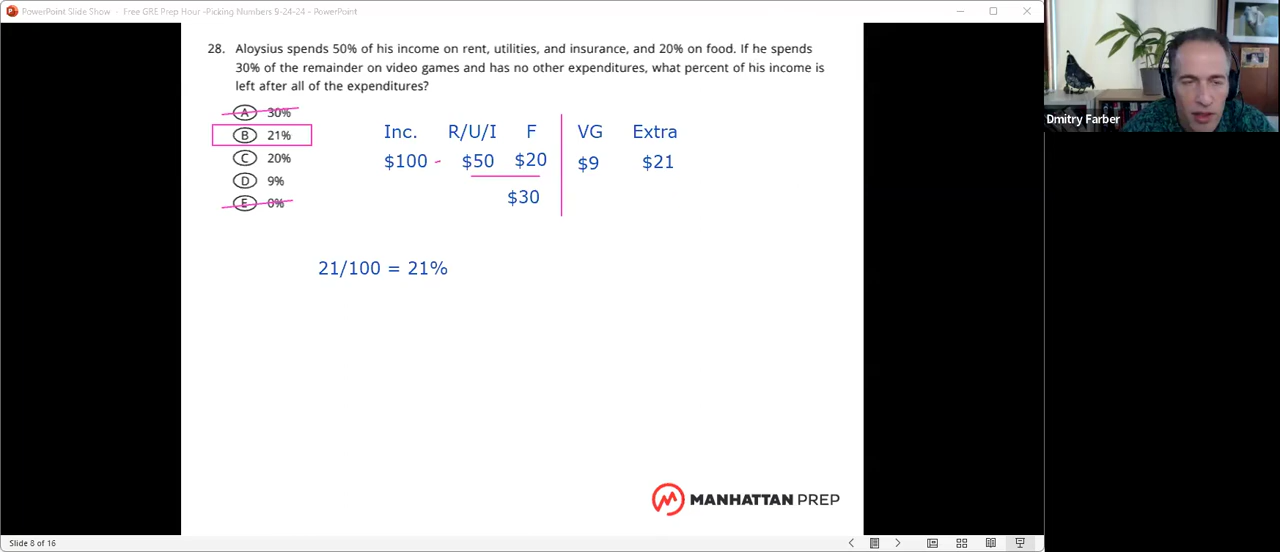 PowerPoint Slide Show - Free GRE Prep Hour -Picking Numbers 9-24-24 - PowerPoint
28. Aloysius spends 50% of his income on rent, utilities, and insurance, and 20% on food. If he spends
30% of the remainder on video games and has no other expenditures, what percent of his income is
left after all of the expenditures?
A 30%
B 21%
C 20%
D 9%
E 0%
Inc. R/U/I F VG Extra
$100 - $50 $20 $9 $21
$30
21/100 = 21%
MANHATTAN PREP
Dmitry Farber
Slide 8 of 16